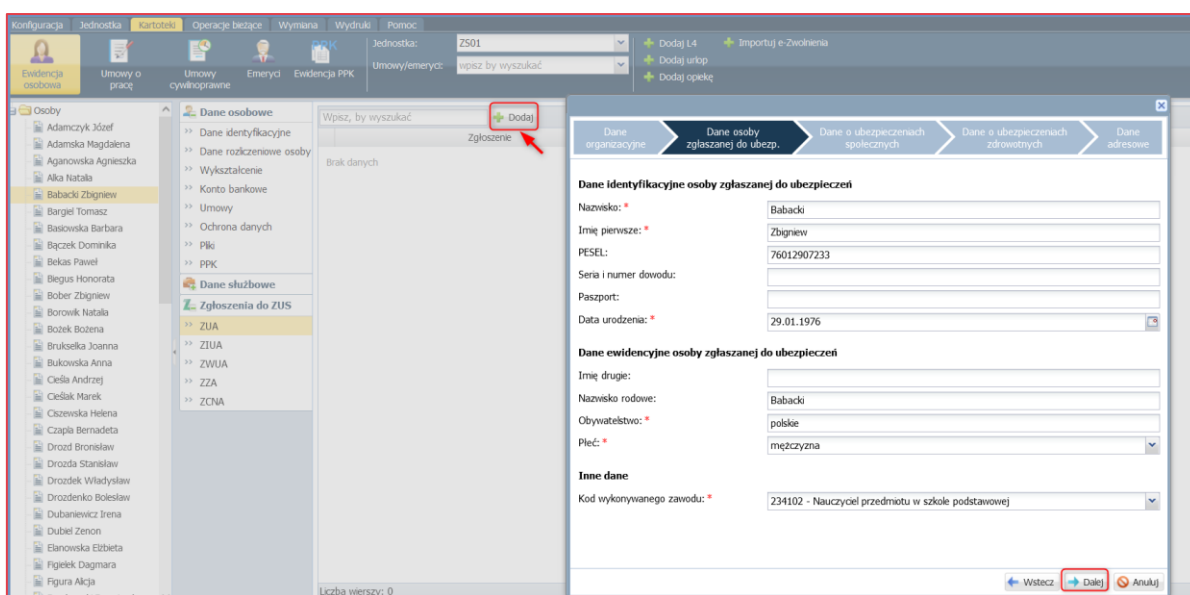 Konfiguracja Jednostka Kartoteki Operacje bieżące Wymiana Wydruki Pomoc
Ewidencja osobowa
Umowy o pracę
Umowy cywilnoprawne
Emeryci
Ewidencja PPK
Jednostka: ZS01
Umowy/emeryci: wpisz by wyszukać
Dodaj L4
Importuj e-Zwolnienia
Dodaj urlop
Dodaj opiekę
Osoby
Adamczyk Józef
Adamska Magdalena
Aganowska Agnieszka
Alka Natalia
Babacki Zbigniew
Bargieł Tomasz
Basiowska Barbara
Bączek Dominika
Bekas Paweł
Biegus Honorata
Bober Zbigniew
Borowik Natalia
Bożek Bożena
Brukselka Joanna
Bukowska Anna
Cieśla Andrzej
Cieślak Marek
Ciszewska Helena
Czapla Bernadeta
Drozd Bronisław
Drozda Stanisław
Drozdek Władysław
Drozdenko Bolesław
Dubaniewicz Irena
Dubiel Zenon
Elanowska Elżbieta
Figielek Dagmara
Figura Alicja
Dane osobowe
Dane identyfikacyjne
Dane rozliczeniowe osoby
Wykształcenie
Konto bankowe
Umowy
Ochrona danych
Pliki
PPK
Dane służbowe
Zgłoszenia do ZUS
ZUA
ZIUA
ZWUA
ZZA
ZCNA
Wpisz, by wyszukać
Dodaj
Zgłoszenie
Brak danych
Liczba wierszy: 0
Dane organizacyjne
Dane osoby zgłaszanej do ubezp.
Dane o ubezpieczeniach społecznych
Dane o ubezpieczeniach zdrowotnych
Dane adresowe
Dane identyfikacyjne osoby zgłaszanej do ubezpieczeń
Nazwisko: * Babacki
Imię pierwsze: * Zbigniew
PESEL: 76012907233
Seria i numer dowodu:
Paszport:
Data urodzenia: * 29.01.1976
Dane ewidencyjne osoby zgłaszanej do ubezpieczeń
Imię drugie:
Nazwisko rodowe: Babacki
Obywatelstwo: * polskie
Płeć: * mężczyzna
Inne dane
Kod wykonywanego zawodu: * 234102 - Nauczyciel przedmiotu w szkole podstawowej
Wstecz Dalej Anuluj